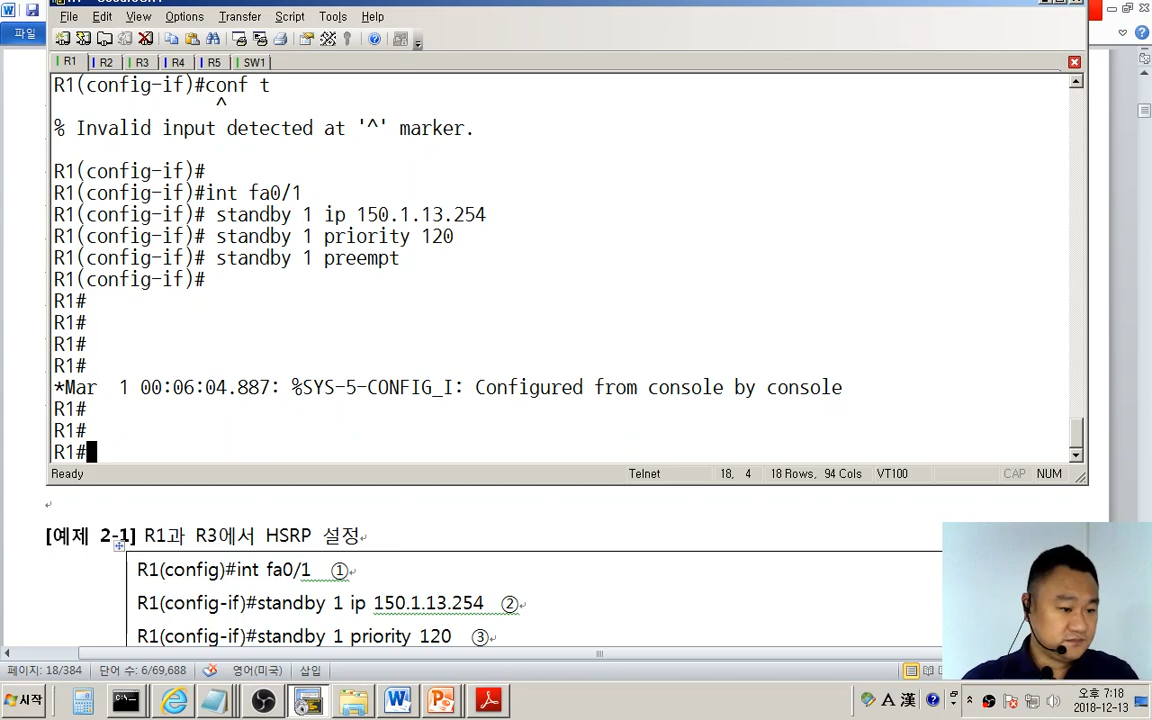 File Edit View Options Transfer Script Tools Help
파일
R1 R2 R3 R4 R5 SW1
R1(config-if)#conf t
^
% Invalid input detected at '^' marker.
R1(config-if)#
R1(config-if)#int fa0/1
R1(config-if)# standby 1 ip 150.1.13.254
R1(config-if)# standby 1 priority 120
R1(config-if)# standby 1 preempt
R1(config-if)#
R1#
R1#
R1#
R1#
*Mar 1 00:06:04.887: %SYS-5-CONFIG_I: Configured from console by console
R1#
R1#
R1#
Ready Telnet 18, 4 18 Rows, 94 Cols VT100 CAP NUM
[예제 2-1] R1과 R3에서 HSRP 설정
R1(config)#int fa0/1 ①
R1(config-if)#standby 1 ip 150.1.13.254 ②
R1(config-if)#standby 1 priority 120 ③
페이지: 18/384 단어 수: 6/69,688 영어(미국) 삽입
시작 A 漢 오후 7:18
2018-12-13